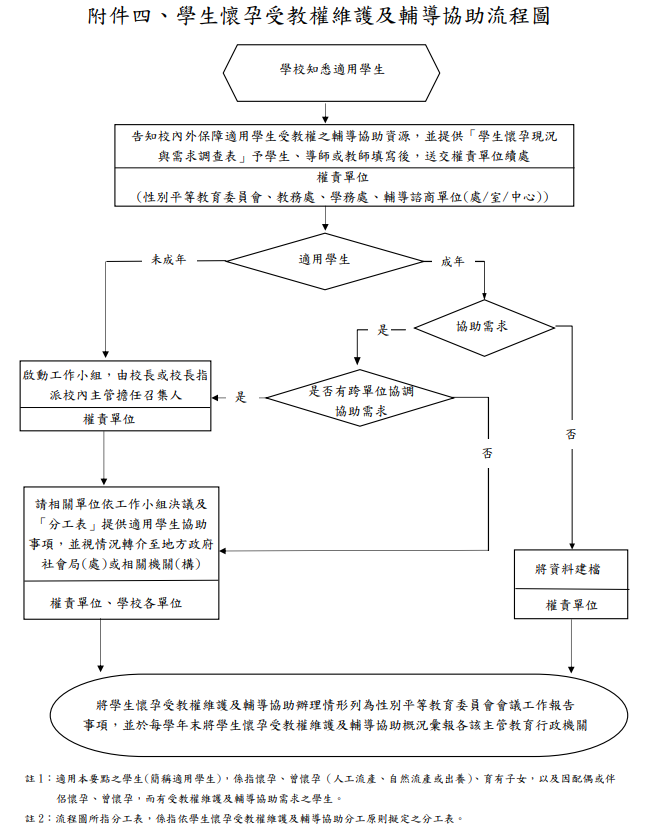 附件四、學生懷孕受教權維護及輔導協助流程圖
學校知悉適用學生
告知校內外保障適用學生受教權之輔導協助資源，並提供「學生懷孕現況
與需求調查表」予學生、導師或教師填寫後，送交權責單位續處
權責單位
(性別平等教育委員會、教務處、學務處、輔導諮商單位(處/室/中心))
適用學生
未成年
成年
協助需求
是
是否有跨單位協調
協助需求
是
啟動工作小組，由校長或校長指
派校內主管擔任召集人
權責單位
否
否
請相關單位依工作小組決議及
「分工表」提供適用學生協助
事項，並視情況轉介至地方政府
社會局(處)或相關機關(構)
權責單位、學校各單位
將資料建檔
權責單位
將學生懷孕受教權維護及輔導協助辦理情形列為性別平等教育委員會會議工作報告
事項，並於每學年末將學生懷孕受教權維護及輔導協助概況彙報各該主管教育行政機關
註1：適用本要點之學生(簡稱適用學生)，係指懷孕、曾懷孕（人工流產、自然流產或出養)、育有子女，以及因配偶或伴
侶懷孕、曾懷孕，而有受教權維護及輔導協助需求之學生。
註2：流程圖所指分工表，係指依學生懷孕受教權維護及輔導協助分工原則擬定之分工表。